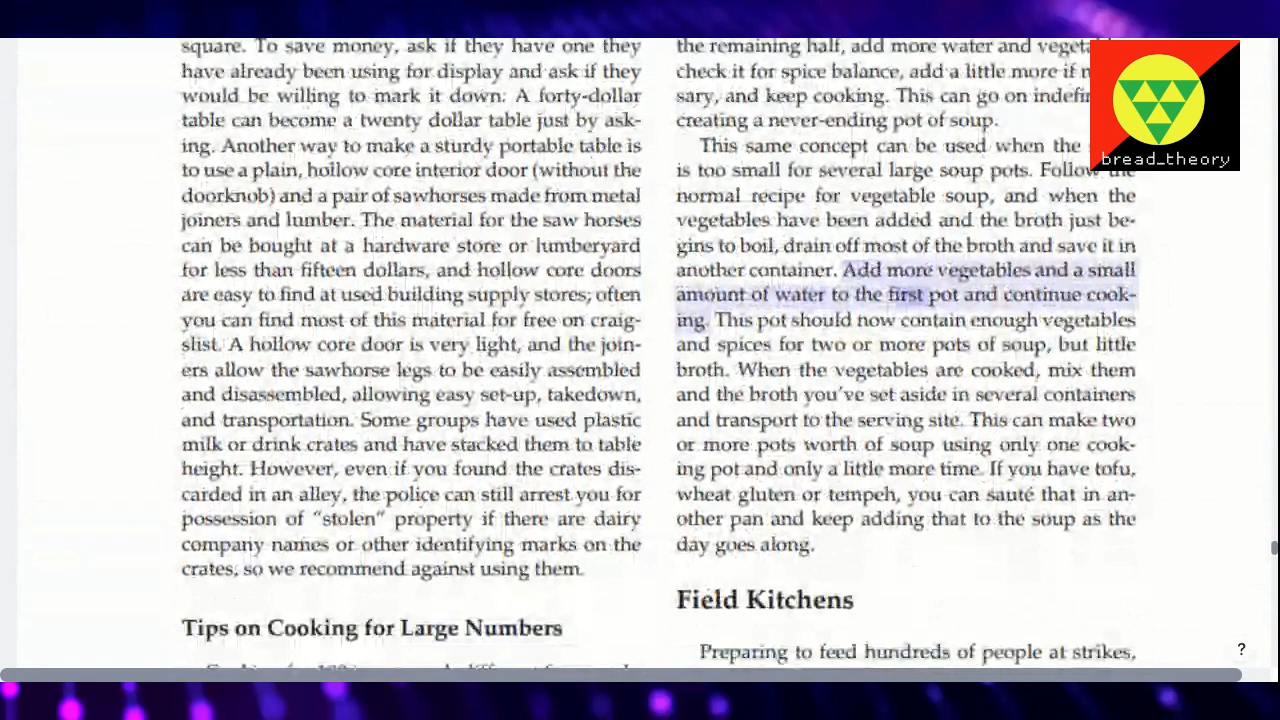 square. To save money, ask if they have one they
have already been using for display and ask if they
would be willing to mark it down. A forty-dollar
table can become a twenty dollar table just by ask-
ing. Another way to make a sturdy portable table is
to use a plain, hollow core interior door (without the
doorknob) and a pair of sawhorses made from metal
joiners and lumber. The material for the saw horses
can be bought at a hardware store or lumberyard
for less than fifteen dollars, and hollow core doors
are easy to find at used building supply stores; often
you can find most of this material for free on craig-
slist. A hollow core door is very light, and the join-
ers allow the sawhorse legs to be easily assembled
and disassembled, allowing easy set-up, takedown,
and transportation. Some groups have used plastic
milk or drink crates and have stacked them to table
height. However, even if you found the crates dis-
carded in an alley, the police can still arrest you for
possession of “stolen” property if there are dairy
company names or other identifying marks on the
crates, so we recommend against using them.
Tips on Cooking for Large Numbers
the remaining half, add more water and
check it for spice balance, add a little more if
sary, and keep cooking. This can go on
creating a never-ending pot of soup.
This same concept can be used when the
is too small for several large soup pots. Follow the
normal recipe for vegetable soup, and when the
vegetables have been added and the broth just be-
gins to boil, drain off most of the broth and save it in
another container. Add more vegetables and a small
amount of water to the first pot and continue cook-
ing. This pot should now contain enough vegetables
and spices for two or more pots of soup, but little
broth. When the vegetables are cooked, mix them
and the broth you’ve set aside in several containers
and transport to the serving site. This can make two
or more pots worth of soup using only one cook-
ing pot and only a little more time. If you have tofu,
wheat gluten or tempeh, you can sauté that in an-
other pan and keep adding that to the soup as the
day goes along.
Field Kitchens
Preparing to feed hundreds of people at strikes,
bread_theory
?